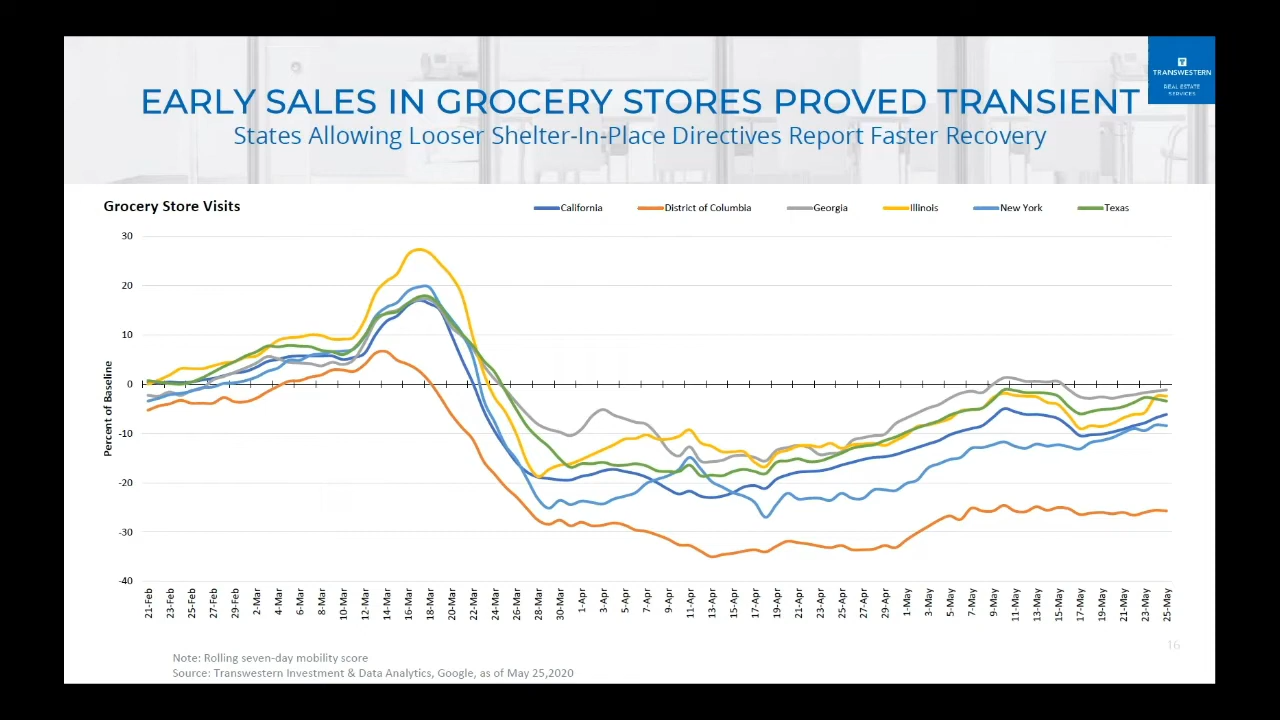 EARLY SALES IN GROCERY STORES PROVED TRANSIENT
States Allowing Looser Shelter-In-Place Directives Report Faster Recovery
TRANSWESTERN
REAL ESTATE
SERVICES
Grocery Store Visits
California District of Columbia Georgia Illinois New York Texas
Percent of Baseline
30
20
10
0
-10
-20
-30
-40
21-Feb 23-Feb 25-Feb 27-Feb 29-Feb 2-Mar 4-Mar 6-Mar 8-Mar 10-Mar 12-Mar 14-Mar 16-Mar 18-Mar 20-Mar 22-Mar 24-Mar 26-Mar 28-Mar 30-Mar 1-Apr 3-Apr 5-Apr 7-Apr 9-Apr 11-Apr 13-Apr 15-Apr 17-Apr 19-Apr 21-Apr 23-Apr 25-Apr 27-Apr 29-Apr 1-May 3-May 5-May 7-May 9-May 11-May 13-May 15-May 17-May 19-May 21-May 23-May 25-May
16
Note: Rolling seven-day mobility score
Source: Transwestern Investment & Data Analytics, Google, as of May 25,2020